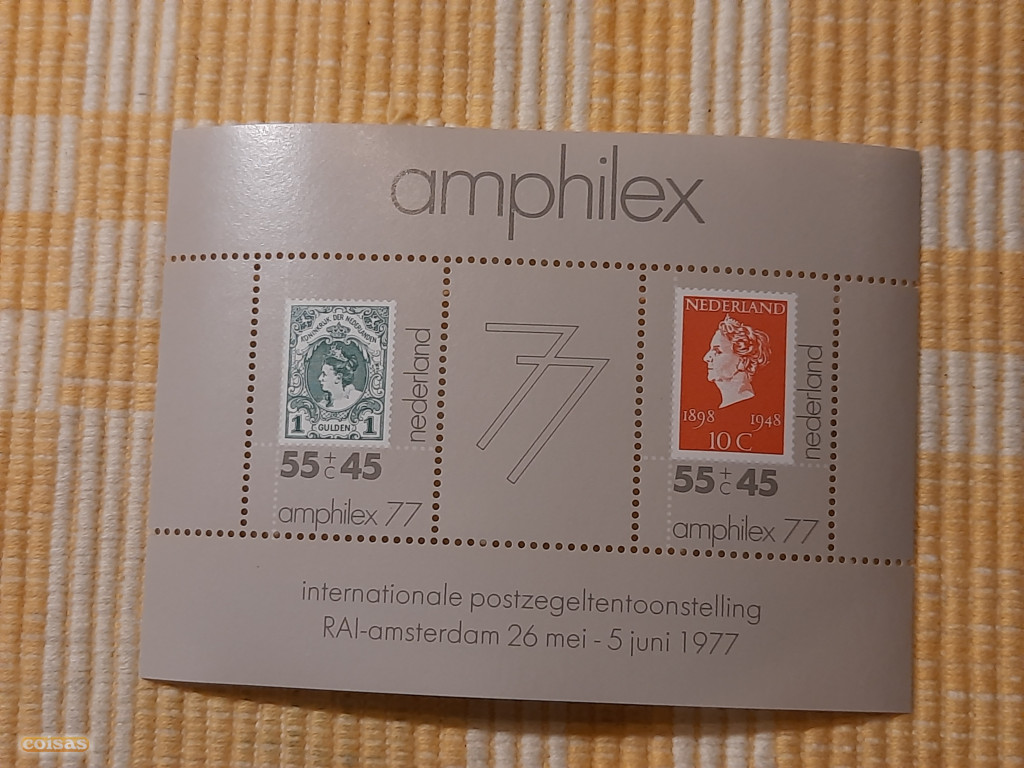 amphilex
KONINKRIJK DER NEDERLANDEN
1 GULDEN 1
nederland
55 + c 45
amphilex 77
77
NEDERLAND
1898 1948
10 C
nederland
55 + c 45
amphilex 77
internationale postzegeltentoonstelling
RAI-amsterdam 26 mei - 5 juni 1977
coisas